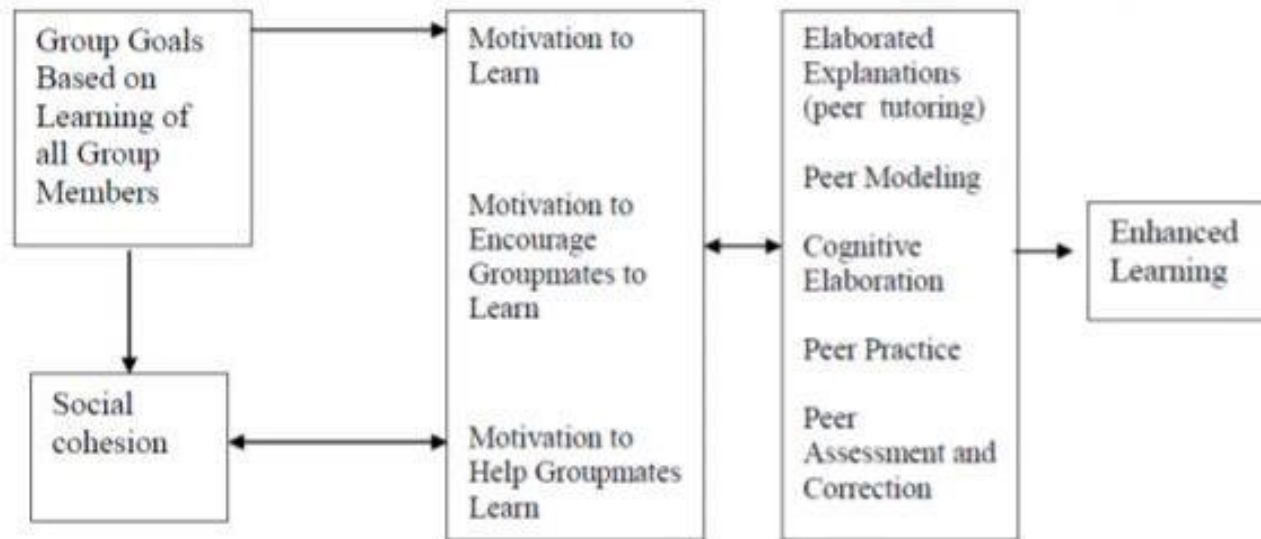 Group Goals
Based on
Learning of
all Group
Members
Social
cohesion
Motivation to
Learn
Motivation to
Encourage
Groupmates to
Learn
Motivation to
Help Groupmates
Learn
Elaborated
Explanations
(peer tutoring)
Peer Modeling
Cognitive
Elaboration
Peer Practice
Peer
Assessment and
Correction
Enhanced
Learning